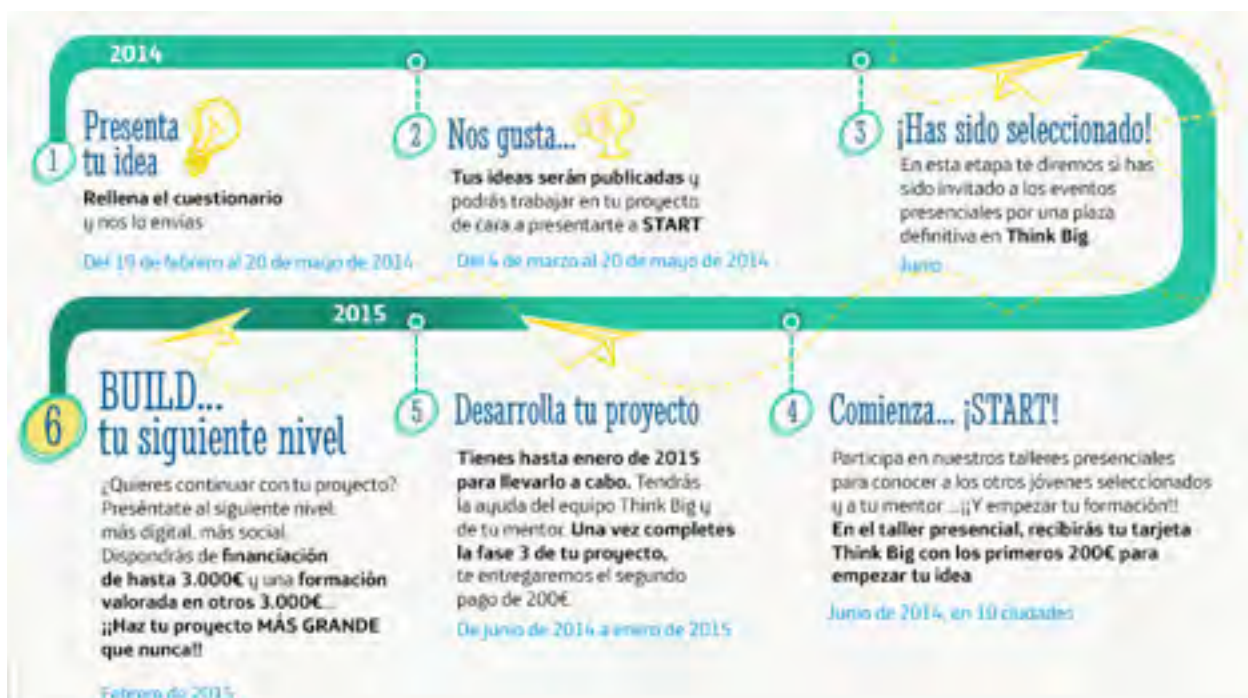 2014
1
Presenta
tu idea
Rellena el cuestionario
y nos lo envías
Del 19 de febrero al 20 de mayo de 2014
2
Nos gusta...
Tus ideas serán publicadas y
podrás trabajar en tu proyecto
de cara a presentarte a START
Del 4 de marzo al 20 de mayo de 2014
3
¡Has sido seleccionado!
En esta etapa te diremos si has
sido invitado a los eventos
presenciales por una plaza
definitiva en Think Big
Junio
4
Comienza... ¡START!
Participa en nuestros talleres presenciales
para conocer a los otros jóvenes seleccionados
y a tu mentor ...¡¡Y empezar tu formación!!
En el taller presencial, recibirás tu tarjeta
Think Big con los primeros 200€ para
empezar tu idea
Junio de 2014, en 10 ciudades
5
Desarrolla tu proyecto
Tienes hasta enero de 2015
para llevarlo a cabo. Tendrás
la ayuda del equipo Think Big y
de tu mentor. Una vez completes
la fase 3 de tu proyecto,
te entregaremos el segundo
pago de 200€
De junio de 2014 a enero de 2015
2015
6
BUILD...
tu siguiente nivel
¿Quieres continuar con tu proyecto?
Preséntate al siguiente nivel:
más digital, más social.
Dispondrás de financiación
de hasta 3.000€ y una formación
valorada en otros 3.000€...
¡¡Haz tu proyecto MÁS GRANDE
que nunca!!
Febrero de 2015